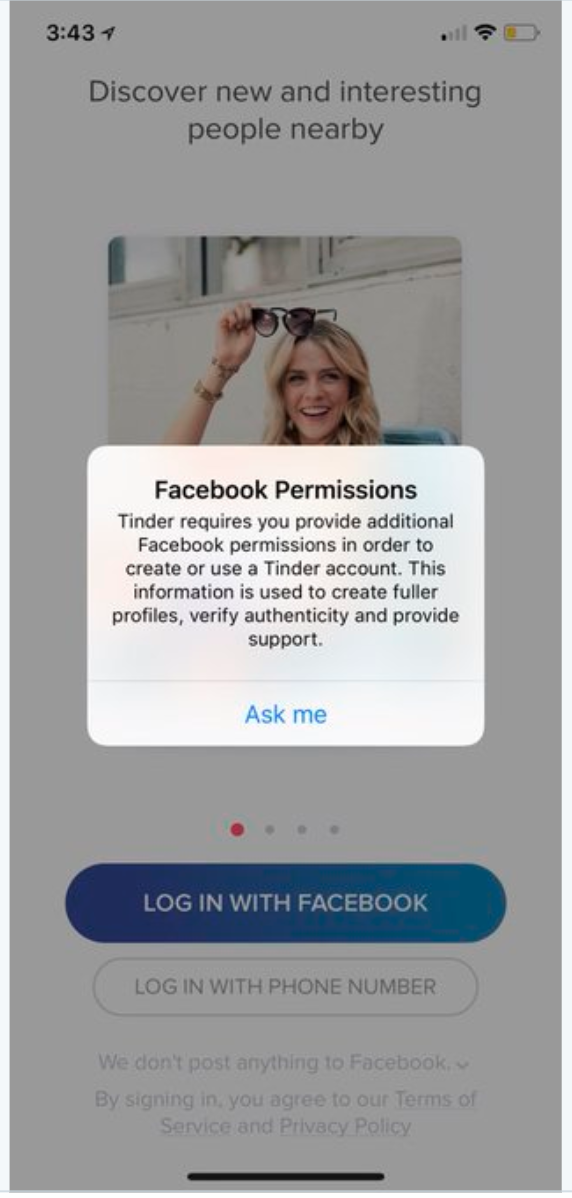 3:43
Discover new and interesting
people nearby
Facebook Permissions
Tinder requires you provide additional
Facebook permissions in order to
create or use a Tinder account. This
information is used to create fuller
profiles, verify authenticity and provide
support.
Ask me
LOG IN WITH FACEBOOK
LOG IN WITH PHONE NUMBER
We don't post anything to Facebook.
By signing in, you agree to our Terms of
Service and Privacy Policy